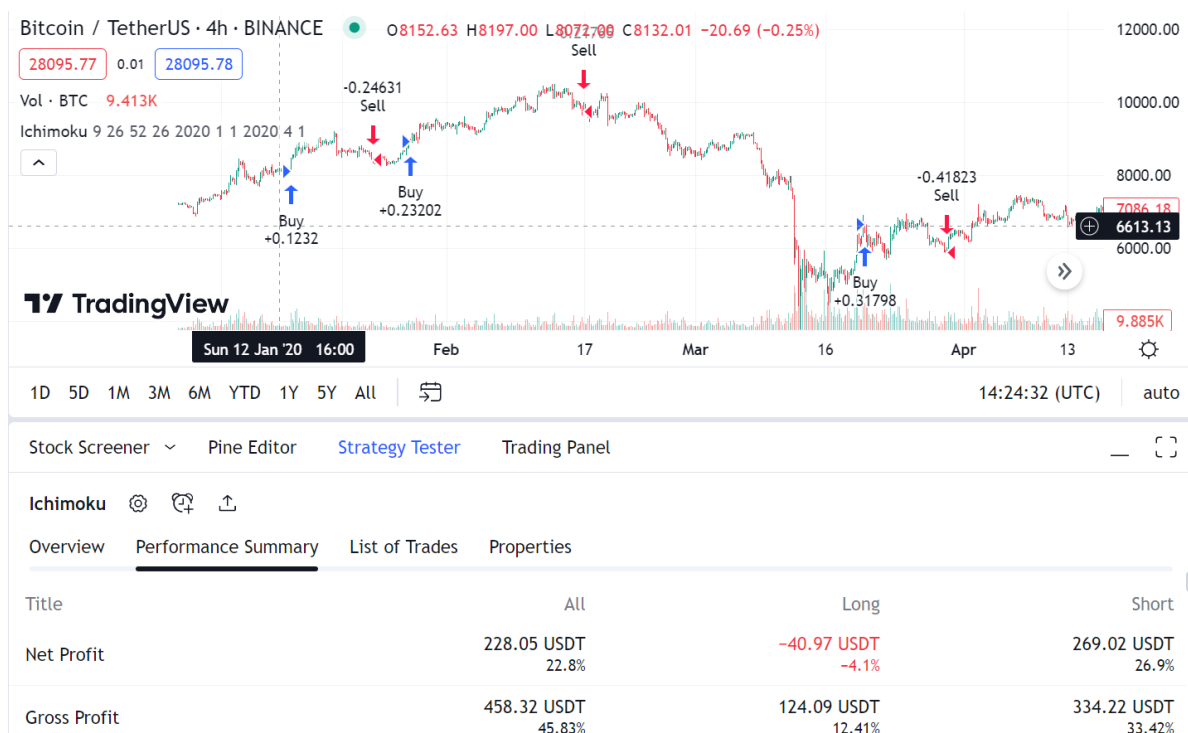 Bitcoin / TetherUS · 4h · BINANCE O8152.63 H8197.00 L8072.00 C8132.01 −20.69 (−0.25%)
28095.77 0.01 28095.78
Vol · BTC 9.413K
Ichimoku 9 26 52 26 2020 1 1 2020 4 1
Sell
-0.24631
Sell
Buy
+0.1232
Buy
+0.23202
Buy
+0.31798
-0.41823
Sell
12000.00
10000.00
8000.00
7086.18
6613.13
6000.00
9.885K
TradingView
Sun 12 Jan '20 16:00 Feb 17 Mar 16 Apr 13
1D 5D 1M 3M 6M YTD 1Y 5Y All 14:24:32 (UTC) auto
Stock Screener Pine Editor Strategy Tester Trading Panel
Ichimoku
Overview Performance Summary List of Trades Properties
Title All Long Short
Net Profit 228.05 USDT −40.97 USDT 269.02 USDT
22.8% −4.1% 26.9%
Gross Profit 458.32 USDT 124.09 USDT 334.22 USDT
45.83% 12.41% 33.42%